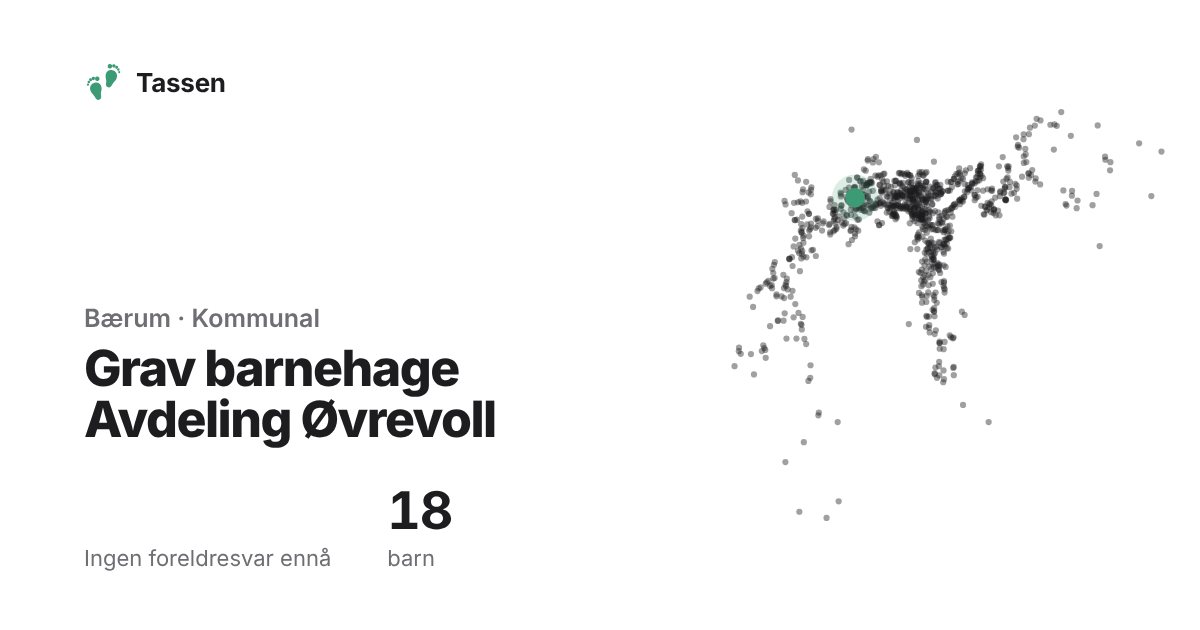 Tassen
Bærum · Kommunal
Grav barnehage
Avdeling Øvrevoll
18
Ingen foreldresvar ennå
barn